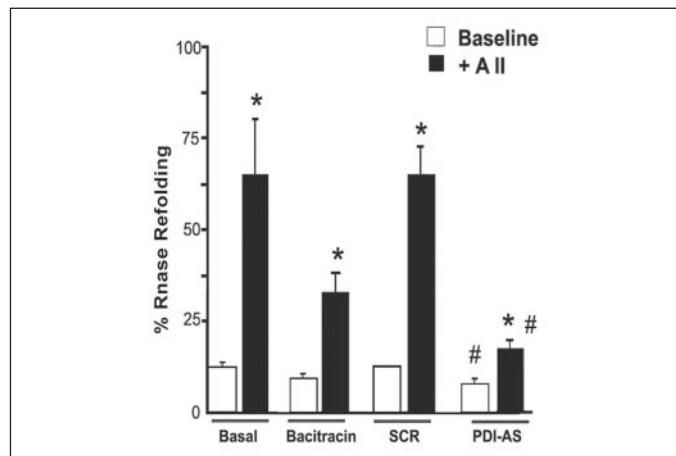 Baseline
+ A II
100
75
50
25
0
% Rnase Refolding
*
*
*
# * #
Basal Bacitracin SCR PDI-AS